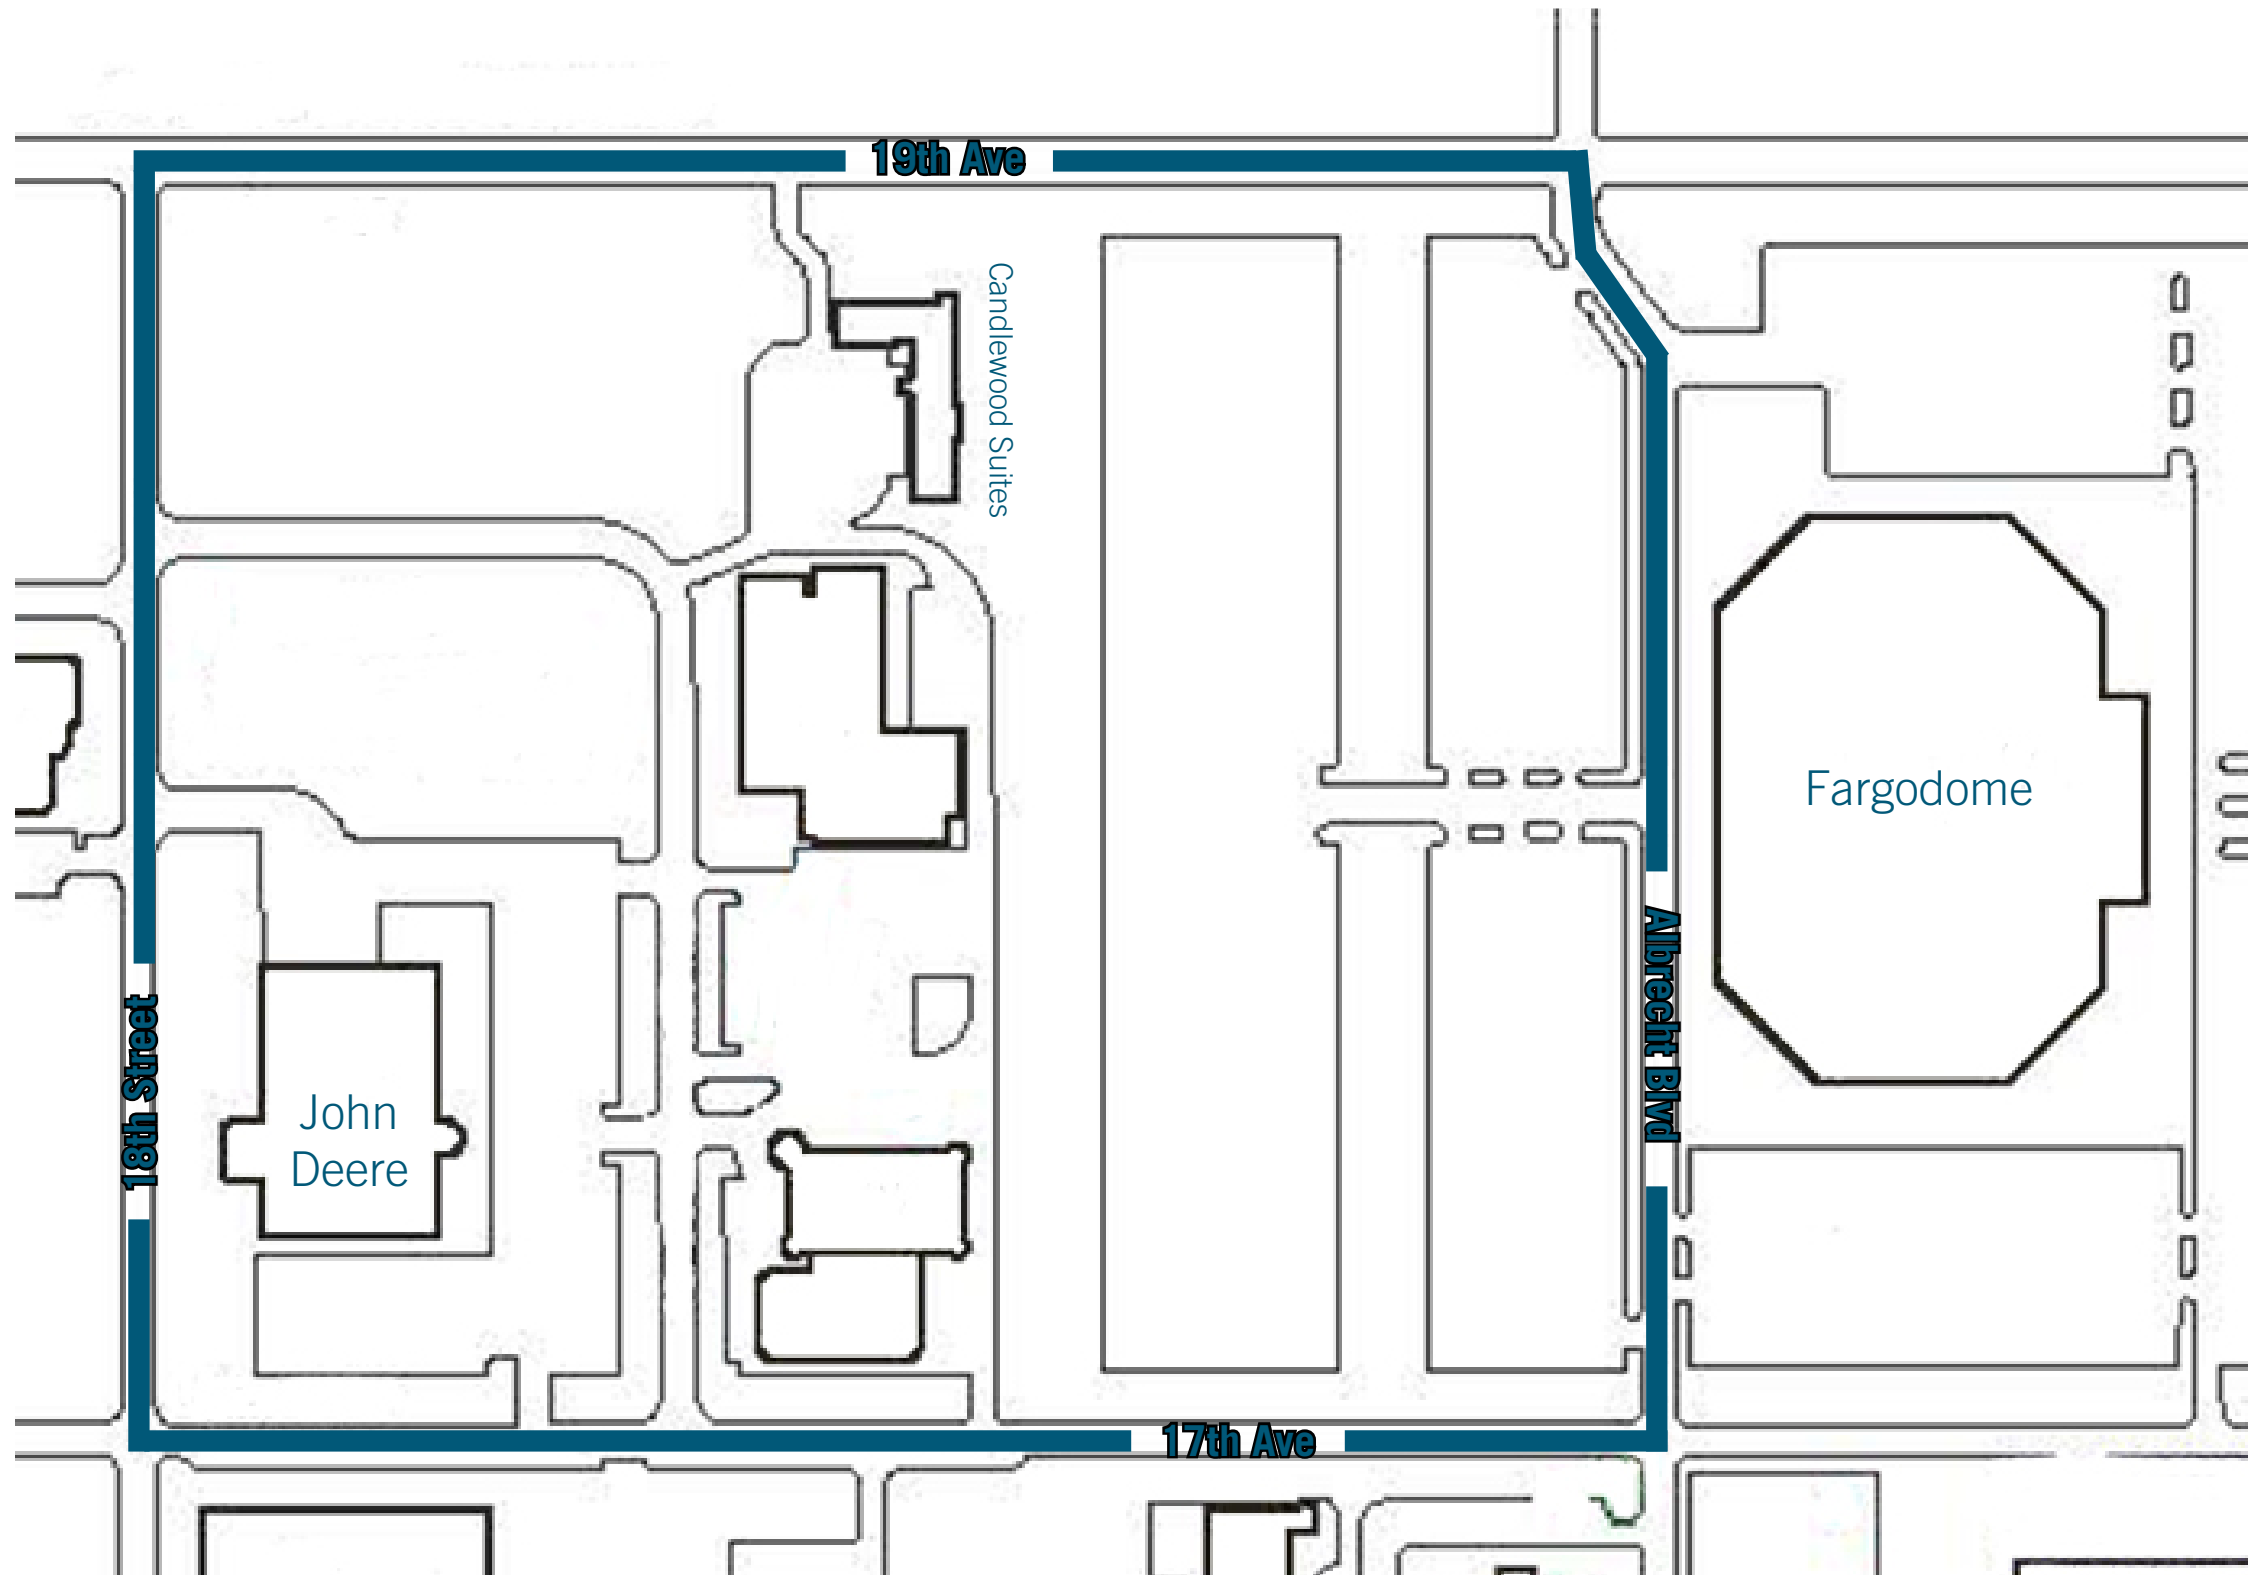 19th Ave
Candlewood Suites
Fargodome
Albrecht Blvd
18th Street
John
Deere
17th Ave